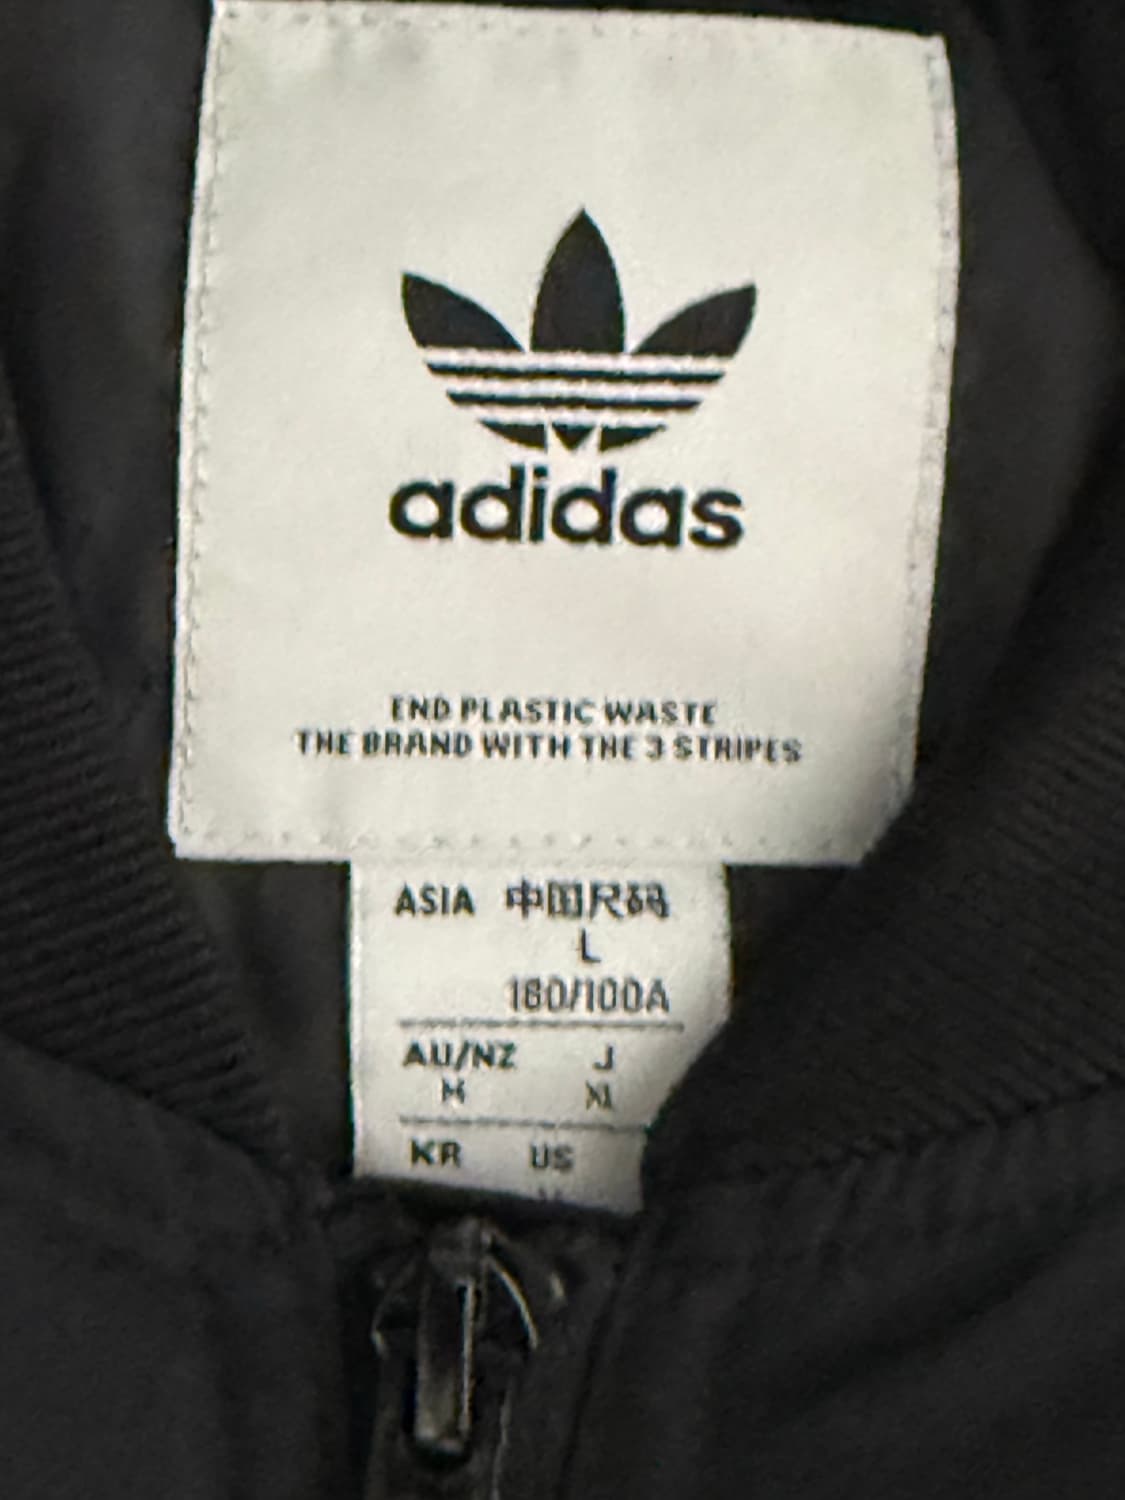 adidas
END PLASTIC WASTE
THE BRAND WITH THE 3 STRIPES
ASIA 中国尺码
L
180/100A
AU/NZ J
M XL
KR US